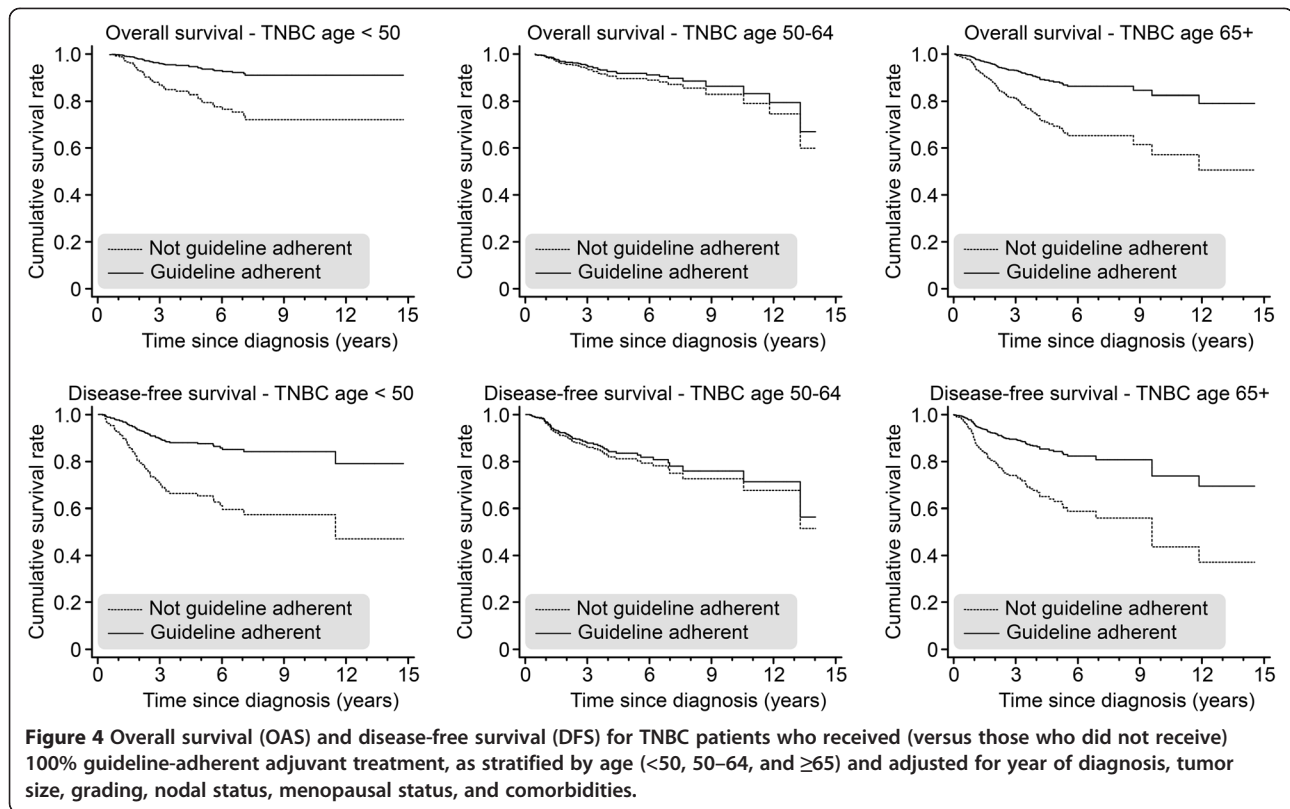 Overall survival - TNBC age < 50
Cumulative survival rate
1.0
0.8
0.6
0.4
0.2
0
Not guideline adherent
Guideline adherent
0 3 6 9 12 15
Time since diagnosis (years)
Overall survival - TNBC age 50-64
Cumulative survival rate
1.0
0.8
0.6
0.4
0.2
0
Not guideline adherent
Guideline adherent
0 3 6 9 12 15
Time since diagnosis (years)
Overall survival - TNBC age 65+
Cumulative survival rate
1.0
0.8
0.6
0.4
0.2
0
Not guideline adherent
Guideline adherent
0 3 6 9 12 15
Time since diagnosis (years)
Disease-free survival - TNBC age < 50
Cumulative survival rate
1.0
0.8
0.6
0.4
0.2
0
Not guideline adherent
Guideline adherent
0 3 6 9 12 15
Time since diagnosis (years)
Disease-free survival - TNBC age 50-64
Cumulative survival rate
1.0
0.8
0.6
0.4
0.2
0
Not guideline adherent
Guideline adherent
0 3 6 9 12 15
Time since diagnosis (years)
Disease-free survival - TNBC age 65+
Cumulative survival rate
1.0
0.8
0.6
0.4
0.2
0
Not guideline adherent
Guideline adherent
0 3 6 9 12 15
Time since diagnosis (years)
Figure 4 Overall survival (OAS) and disease-free survival (DFS) for TNBC patients who received (versus those who did not receive)
100% guideline-adherent adjuvant treatment, as stratified by age (<50, 50–64, and ≥65) and adjusted for year of diagnosis, tumor
size, grading, nodal status, menopausal status, and comorbidities.